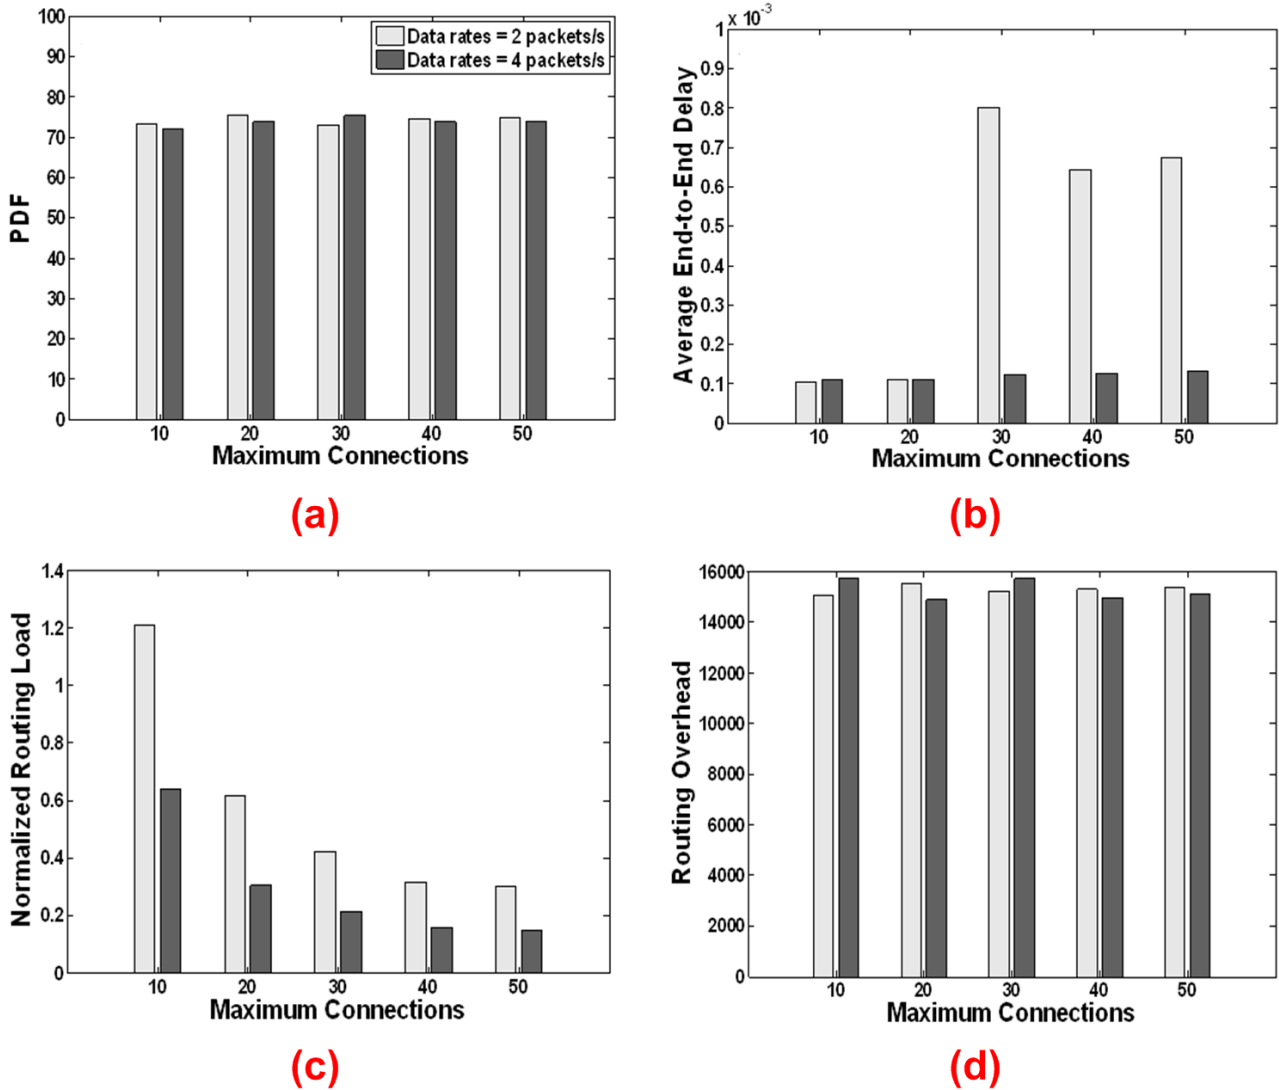 100
90
80
70
60
50
40
30
20
10
0
PDF
Data rates = 2 packets/s
Data rates = 4 packets/s
10 20 30 40 50
Maximum Connections
(a)
1 x 10-3
0.9
0.8
0.7
0.6
0.5
0.4
0.3
0.2
0.1
0
Average End-to-End Delay
10 20 30 40 50
Maximum Connections
(b)
1.4
1.2
1
0.8
0.6
0.4
0.2
0
Normalized Routing Load
10 20 30 40 50
Maximum Connections
(c)
16000
14000
12000
10000
8000
6000
4000
2000
0
Routing Overhead
10 20 30 40 50
Maximum Connections
(d)